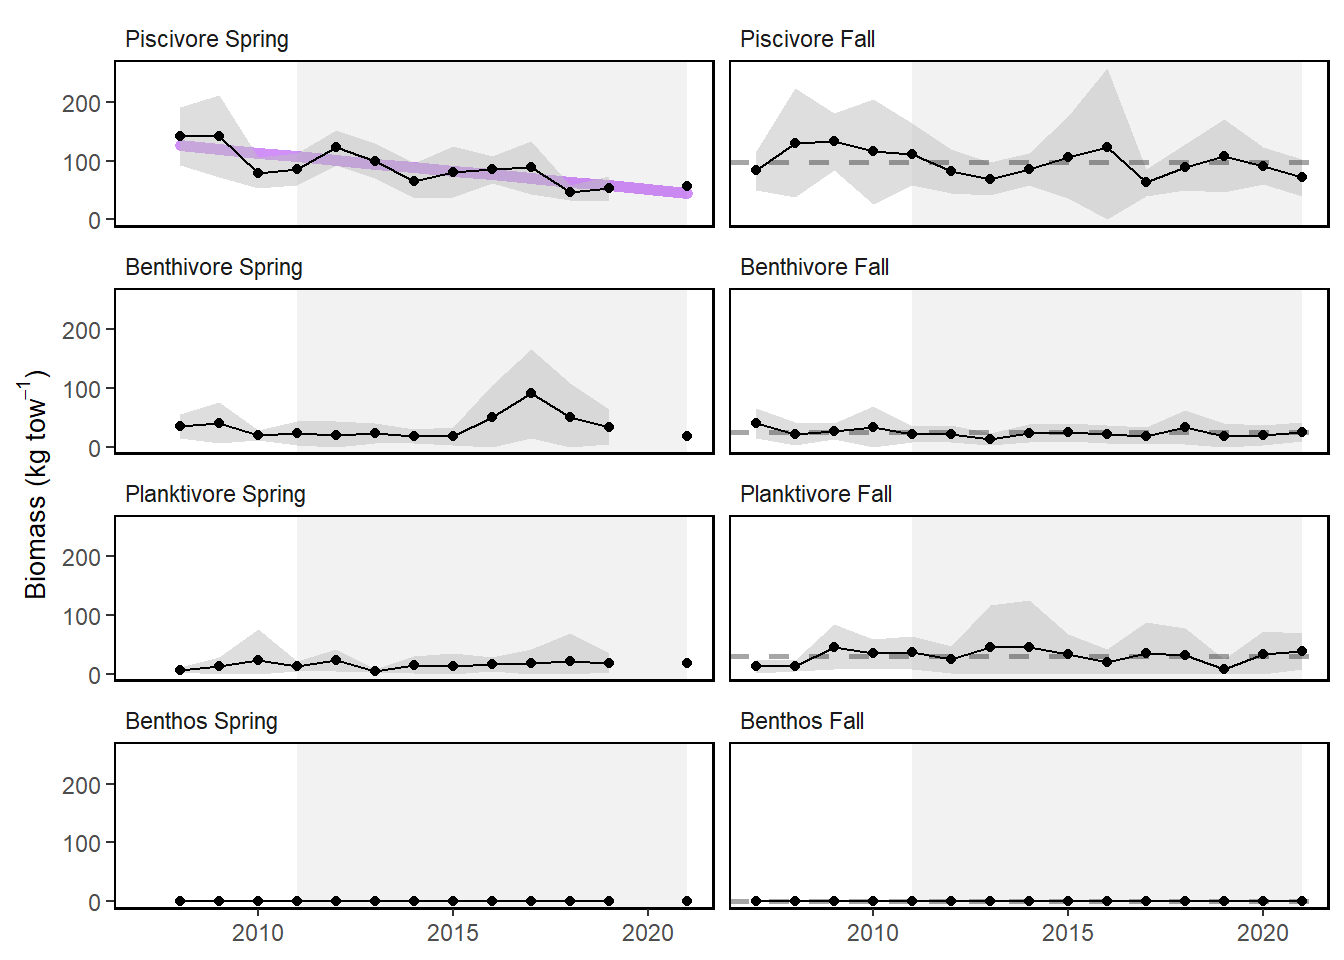 Piscivore Spring
Piscivore Fall
200
100
0
Benthivore Spring
Benthivore Fall
200
100
0
Biomass (kg tow⁻¹)
Planktivore Spring
Planktivore Fall
200
100
0
Benthos Spring
Benthos Fall
200
100
0
2010 2015 2020
2010 2015 2020